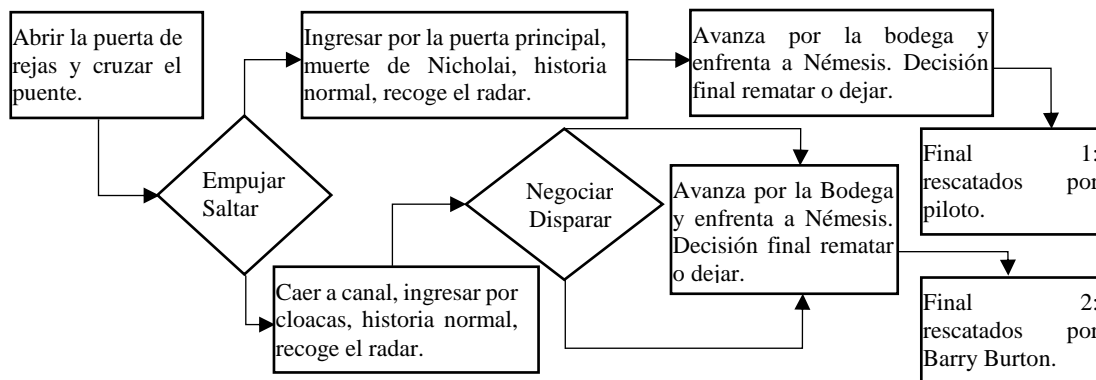 Abrir la puerta de
rejas y cruzar el
puente.
Ingresar por la puerta principal,
muerte de Nicholai, historia
normal, recoge el radar.
Avanza por la bodega y
enfrenta a Némesis. Decisión
final rematar o dejar.
Final 1:
rescatados por
piloto.
Empujar
Saltar
Negociar
Disparar
Avanza por la Bodega
y enfrenta a Némesis.
Decisión final rematar
o dejar.
Caer a canal, ingresar por
cloacas, historia normal,
recoge el radar.
Final 2:
rescatados por
Barry Burton.